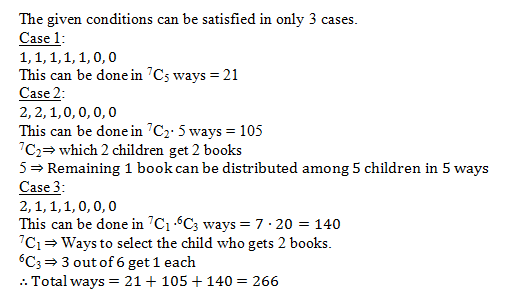 The given conditions can be satisfied in only 3 cases.
Case 1:
1, 1, 1, 1, 1, 0, 0
This can be done in ⁷C₅ ways = 21
Case 2:
2, 2, 1, 0, 0, 0, 0
This can be done in ⁷C₂· 5 ways = 105
⁷C₂⇒ which 2 children get 2 books
5 ⇒ Remaining 1 book can be distributed among 5 children in 5 ways
Case 3:
2, 1, 1, 1, 0, 0, 0
This can be done in ⁷C₁ ·⁶C₃ ways = 7 · 20 = 140
⁷C₁ ⇒ Ways to select the child who gets 2 books.
⁶C₃ ⇒ 3 out of 6 get 1 each
∴ Total ways = 21 + 105 + 140 = 266